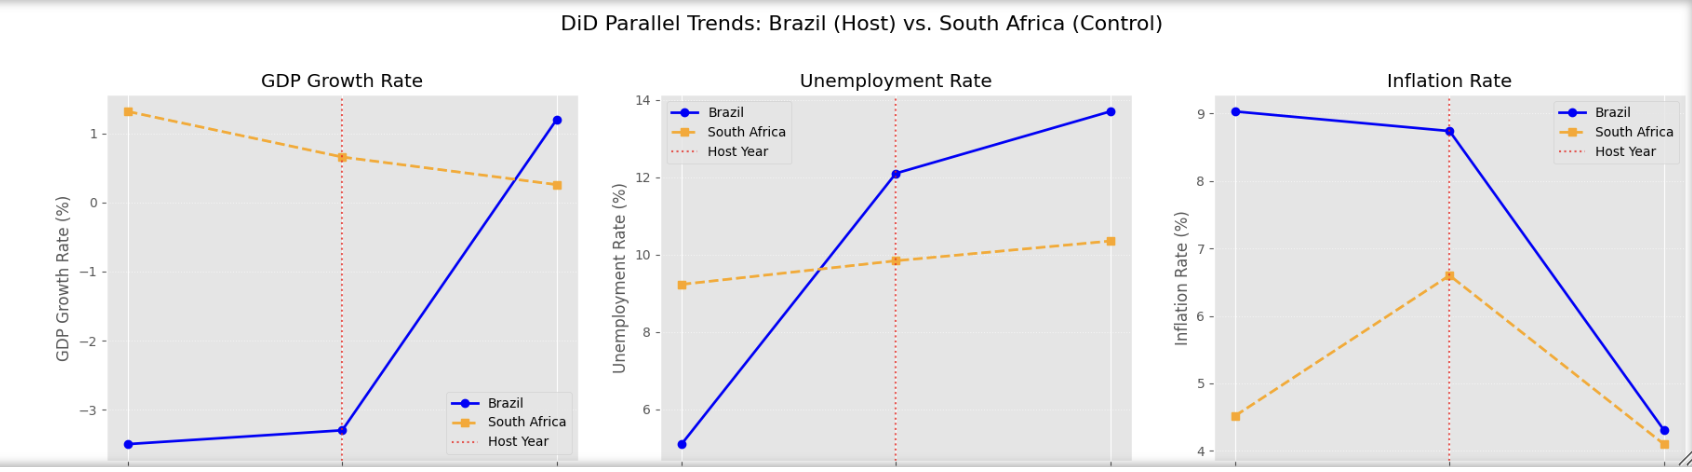 DiD Parallel Trends: Brazil (Host) vs. South Africa (Control)
GDP Growth Rate
GDP Growth Rate (%)
1
0
−1
−2
−3
Brazil
South Africa
Host Year
Unemployment Rate
Unemployment Rate (%)
14
12
10
8
6
Brazil
South Africa
Host Year
Inflation Rate
Inflation Rate (%)
9
8
7
6
5
4
Brazil
South Africa
Host Year